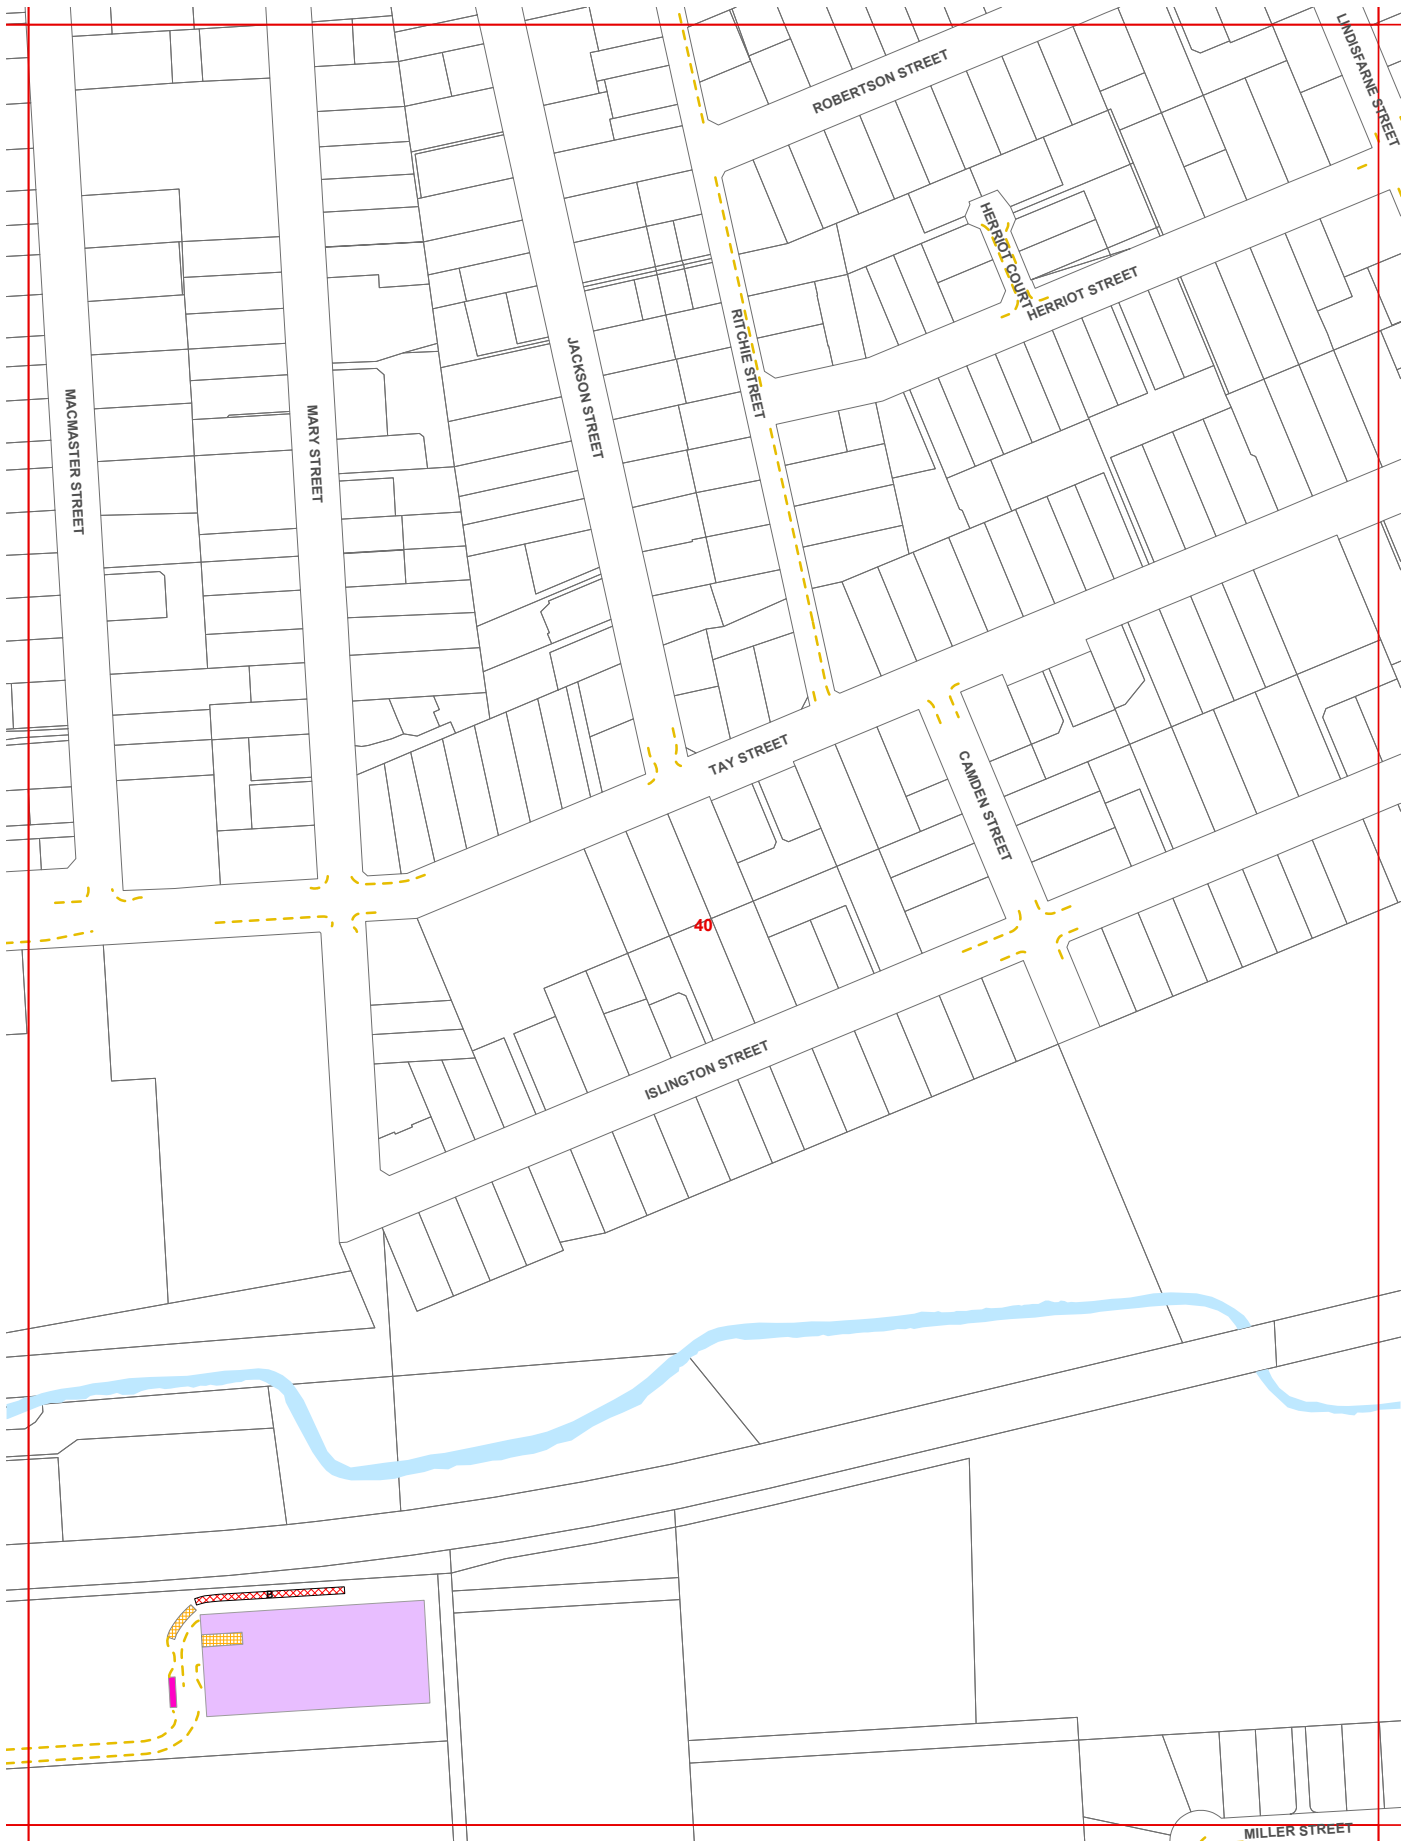 LINDISFARNE STREET
ROBERTSON STREET
HERRIOT COURT
HERRIOT STREET
RITCHIE STREET
JACKSON STREET
MACMASTER STREET
MARY STREET
TAY STREET
CAMDEN STREET
40
ISLINGTON STREET
B
MILLER STREET